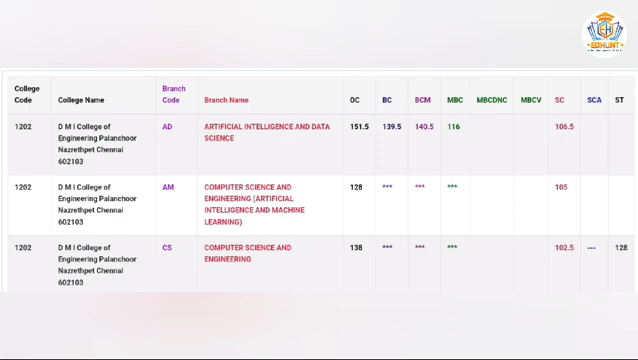 EDHUNT
College Code College Name Branch Code Branch Name OC BC BCM MBC MBCDNC MBCV SC SCA ST
1202 D M I College of Engineering Palanchoor Nazrethpet Chennai 602103 AD ARTIFICIAL INTELLIGENCE AND DATA SCIENCE 151.5 139.5 140.5 116 106.5
1202 D M I College of Engineering Palanchoor Nazrethpet Chennai 602103 AM COMPUTER SCIENCE AND ENGINEERING (ARTIFICIAL INTELLIGENCE AND MACHINE LEARNING) 128 *** *** *** 105
1202 D M I College of Engineering Palanchoor Nazrethpet Chennai 602103 CS COMPUTER SCIENCE AND ENGINEERING 138 *** *** *** 102.5 --- 128